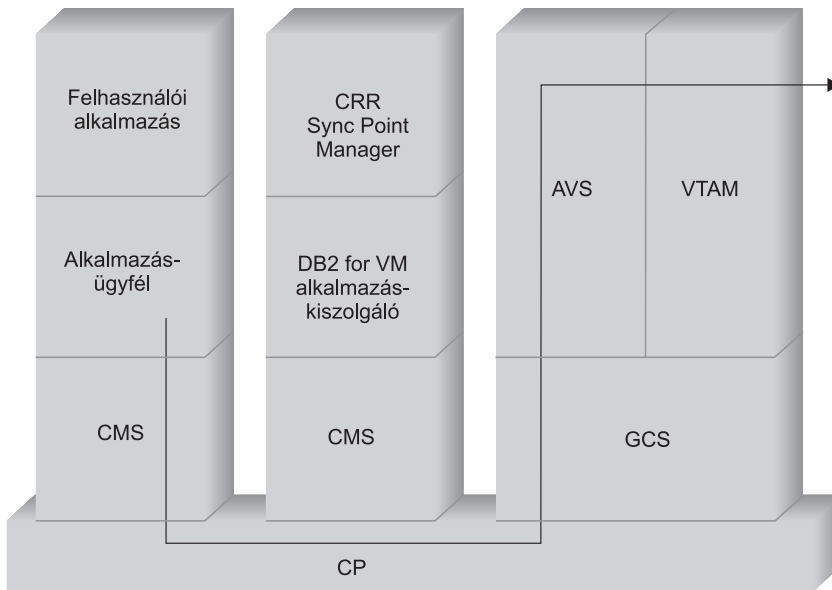 Felhasználói
alkalmazás
Alkalmazás-
ügyfél
CMS
CRR
Sync Point
Manager
DB2 for VM
alkalmazás-
kiszolgáló
CMS
AVS
VTAM
GCS
CP